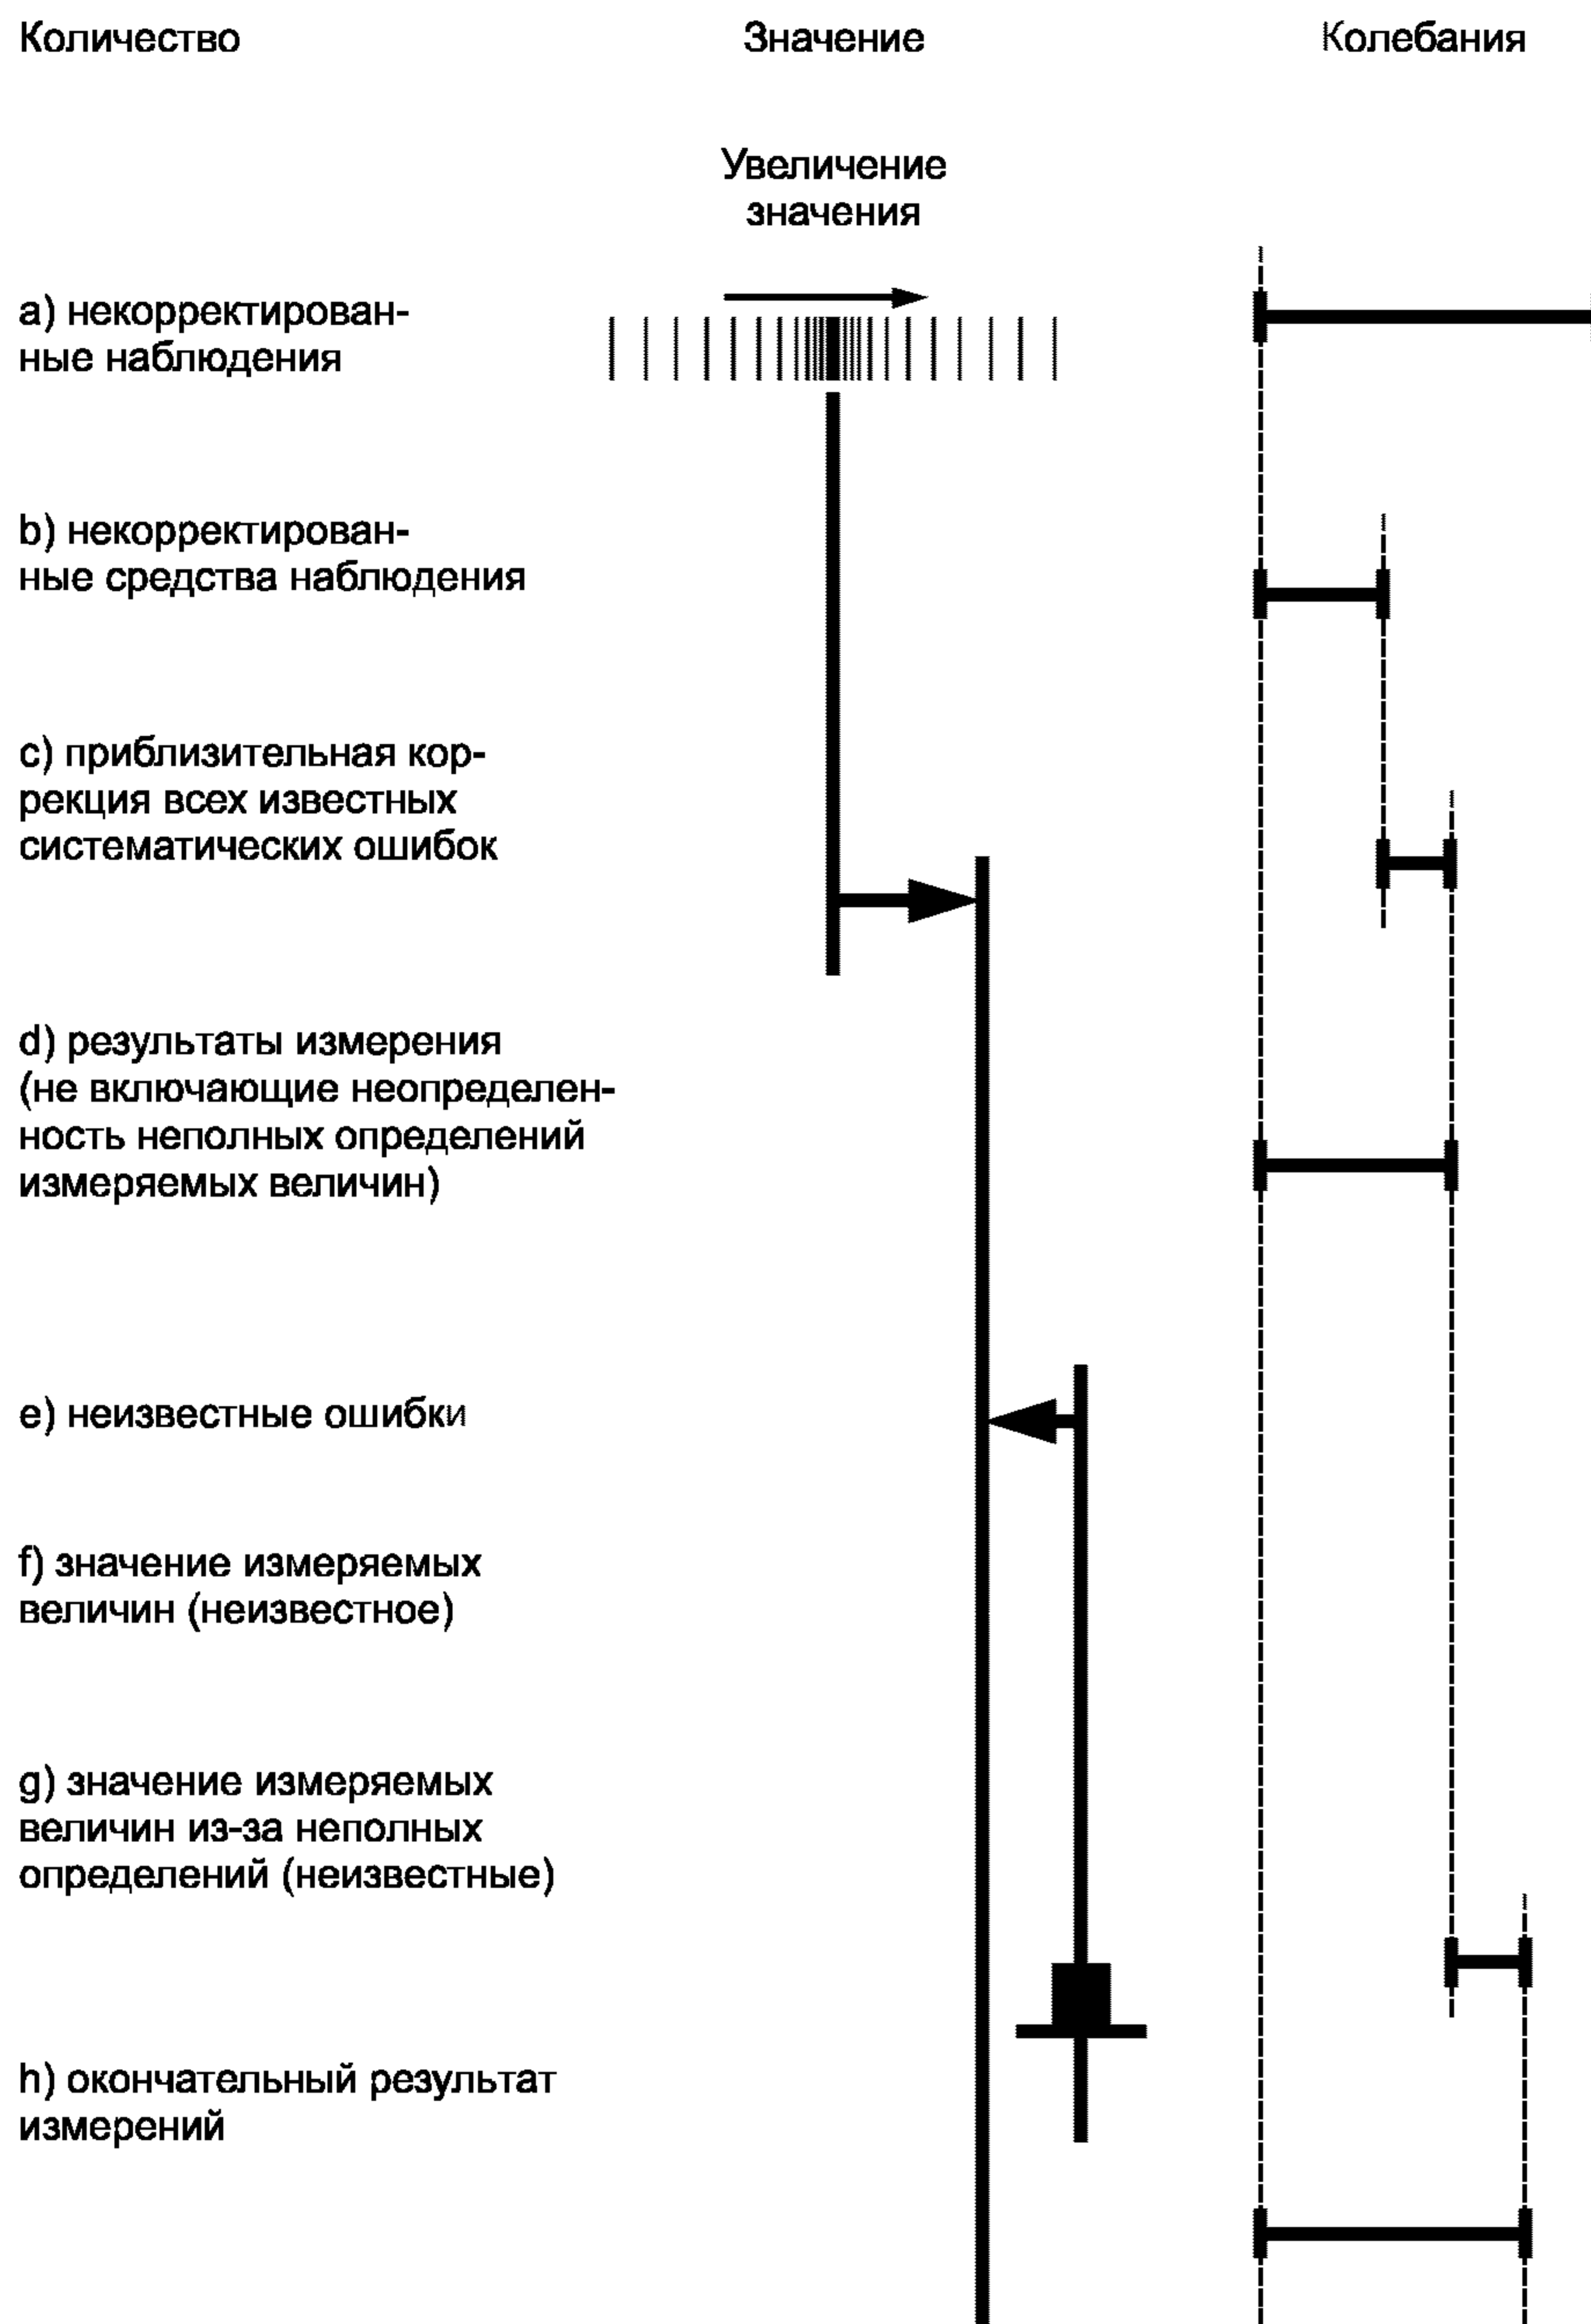 Количество
Значение
Колебания
Увеличение
значения
a) некорректирован-
ные наблюдения
b) некорректирован-
ные средства наблюдения
c) приблизительная кор-
рекция всех известных
систематических ошибок
d) результаты измерения
(не включающие неопределен-
ность неполных определений
измеряемых величин)
e) неизвестные ошибки
f) значение измеряемых
величин (неизвестное)
g) значение измеряемых
величин из-за неполных
определений (неизвестные)
h) окончательный результат
измерений